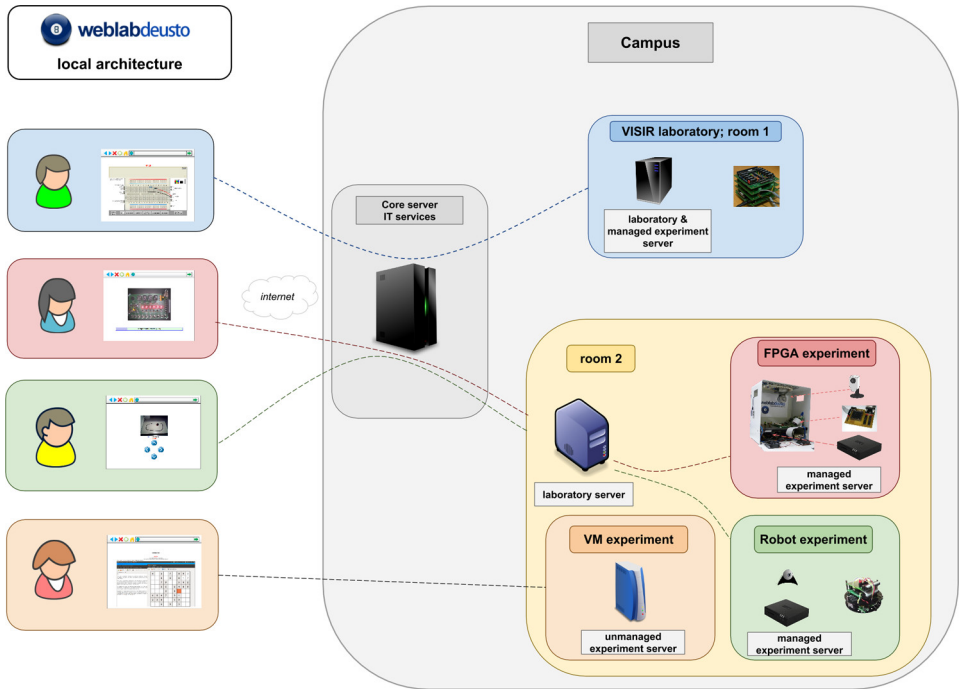 weblabdeusto
local architecture
Campus
VISIR laboratory; room 1
laboratory &
managed experiment
server
Core server
IT services
internet
room 2
FPGA experiment
managed
experiment server
laboratory server
VM experiment
unmanaged
experiment server
Robot experiment
managed
experiment server